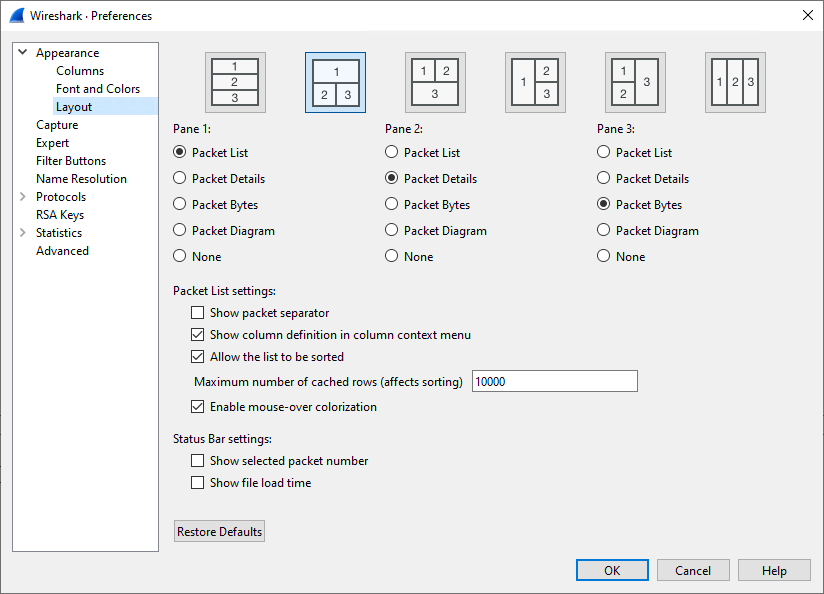 Wireshark · Preferences
Appearance
Columns
Font and Colors
Layout
Capture
Expert
Filter Buttons
Name Resolution
Protocols
RSA Keys
Statistics
Advanced
1 2 3
1 2 3
1 2 3
1 2 3
1 2 3
1 2 3
Pane 1: Pane 2: Pane 3:
Packet List Packet List Packet List
Packet Details Packet Details Packet Details
Packet Bytes Packet Bytes Packet Bytes
Packet Diagram Packet Diagram Packet Diagram
None None None
Packet List settings:
Show packet separator
Show column definition in column context menu
Allow the list to be sorted
Maximum number of cached rows (affects sorting) 10000
Enable mouse-over colorization
Status Bar settings:
Show selected packet number
Show file load time
Restore Defaults
OK Cancel Help